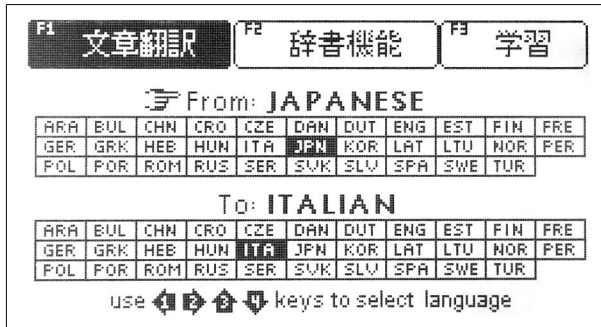 F1 文章翻訳 F2 辞書機能 F3 学習
From: JAPANESE
ARA BUL CHN CRO CZE DAN DUT ENG EST FIN FRE
GER GRK HEB HUN ITA JPN KOR LAT LTU NOR PER
POL POR ROM RUS SER SVK SLV SPA SWE TUR
To: ITALIAN
ARA BUL CHN CRO CZE DAN DUT ENG EST FIN FRE
GER GRK HEB HUN ITA JPN KOR LAT LTU NOR PER
POL POR ROM RUS SER SVK SLV SPA SWE TUR
use keys to select language